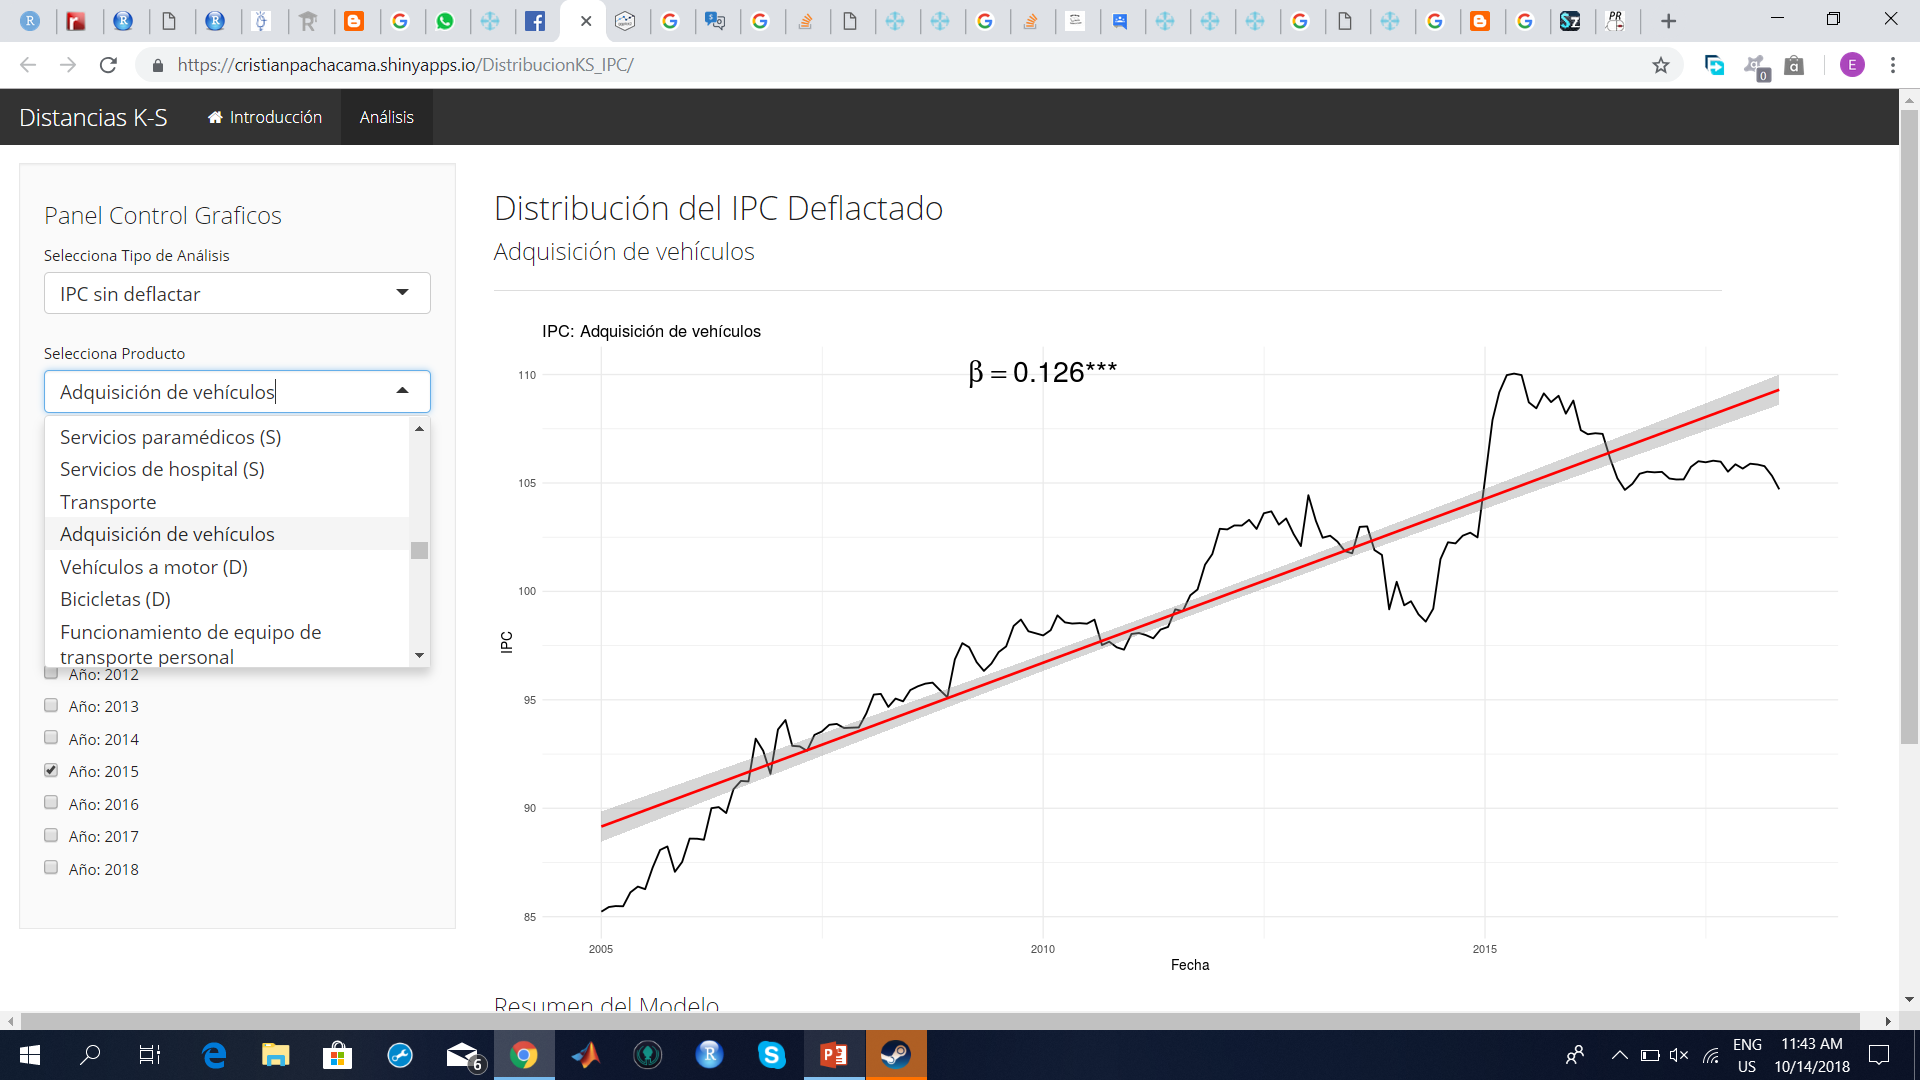 https://cristianpachacama.shinyapps.io/DistribucionKS_IPC/
0
E
Distancias K-S
Introducción
Análisis
Panel Control Graficos
Selecciona Tipo de Análisis
IPC sin deflactar
Selecciona Producto
Adquisición de vehículos
Servicios paramédicos (S)
Servicios de hospital (S)
Transporte
Adquisición de vehículos
Vehículos a motor (D)
Bicicletas (D)
Funcionamiento de equipo de
transporte personal
Año: 2012
Año: 2013
Año: 2014
Año: 2015
Año: 2016
Año: 2017
Año: 2018
Distribución del IPC Deflactado
Adquisición de vehículos
IPC: Adquisición de vehículos
β = 0.126***
110
105
100
95
90
85
IPC
2005
2010
2015
Fecha
Resumen del Modelo
6
ENG
US
11:43 AM
10/14/2018